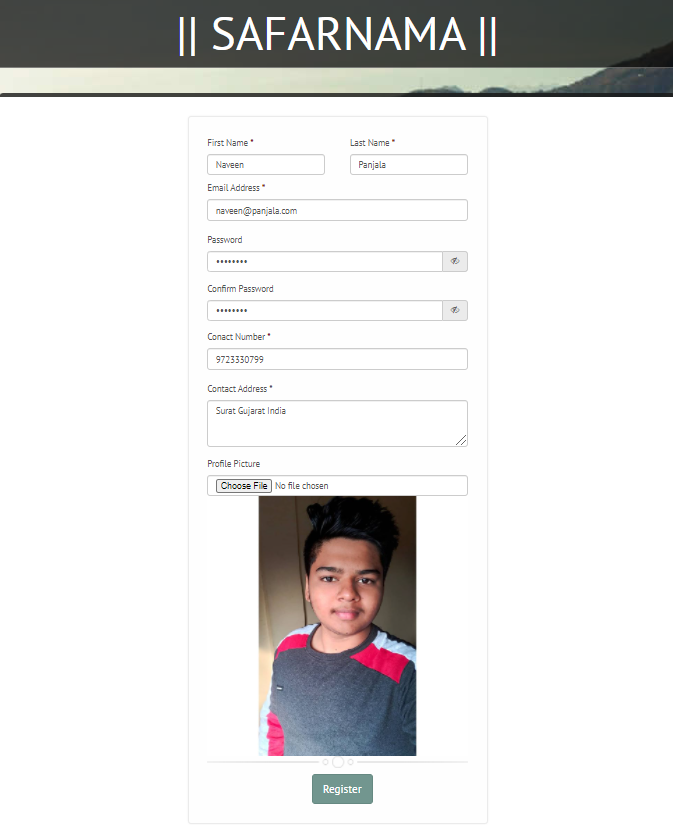 || SAFARNAMA ||
First Name * Last Name *
Naveen Panjala
Email Address *
naveen@panjala.com
Password
••••••••
Confirm Password
••••••••
Conact Number *
9723330799
Contact Address *
Surat Gujarat India
Profile Picture
Choose File No file chosen
Register